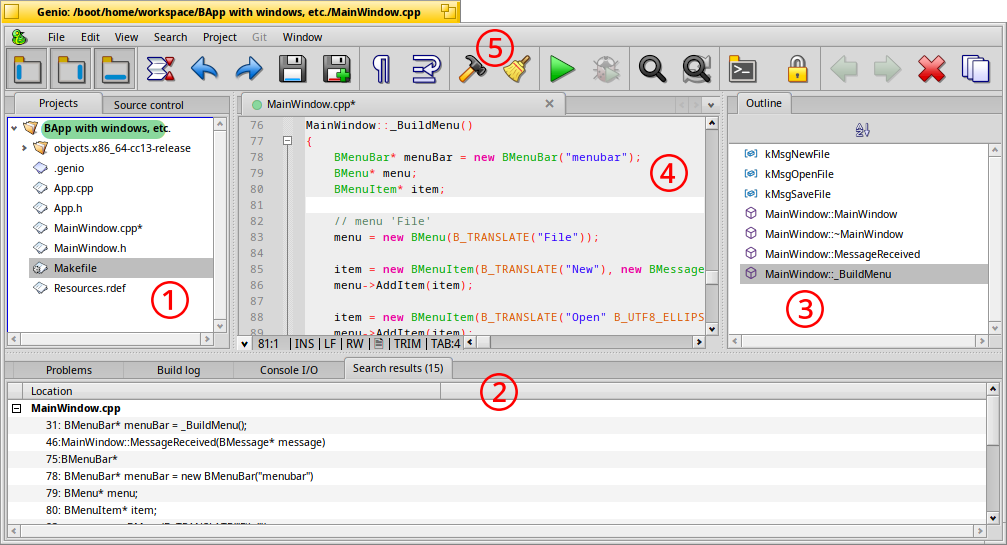 Genio: /boot/home/workspace/BApp with windows, etc./MainWindow.cpp
File Edit View Search Project Git Window
5
Projects Source control
BApp with windows, etc.
objects.x86_64-cc13-release
.genio
App.cpp
App.h
MainWindow.cpp*
MainWindow.h
Makefile
Resources.rdef
1
MainWindow.cpp*
76 MainWindow::_BuildMenu()
77 {
78 BMenuBar* menuBar = new BMenuBar("menubar");
79 BMenu* menu;
80 BMenuItem* item;
81
82 // menu 'File'
83 menu = new BMenu(B_TRANSLATE("File"));
84
85 item = new BMenuItem(B_TRANSLATE("New"), new BMessage
86 menu->AddItem(item);
87
88 item = new BMenuItem(B_TRANSLATE("Open" B_UTF8_ELLIPS
89 menu->AddItem(item);
4
81:1 INS LF RW TRIM TAB:4
Outline
A
Z
kMsgNewFile
kMsgOpenFile
kMsgSaveFile
MainWindow::MainWindow
MainWindow::~MainWindow
MainWindow::MessageReceived
MainWindow::_BuildMenu
3
Problems Build log Console I/O Search results (15)
2
Location
MainWindow.cpp
31: BMenuBar* menuBar = _BuildMenu();
46:MainWindow::MessageReceived(BMessage* message)
75:BMenuBar*
78: BMenuBar* menuBar = new BMenuBar("menubar")
79: BMenu* menu;
80: BMenuItem* item;